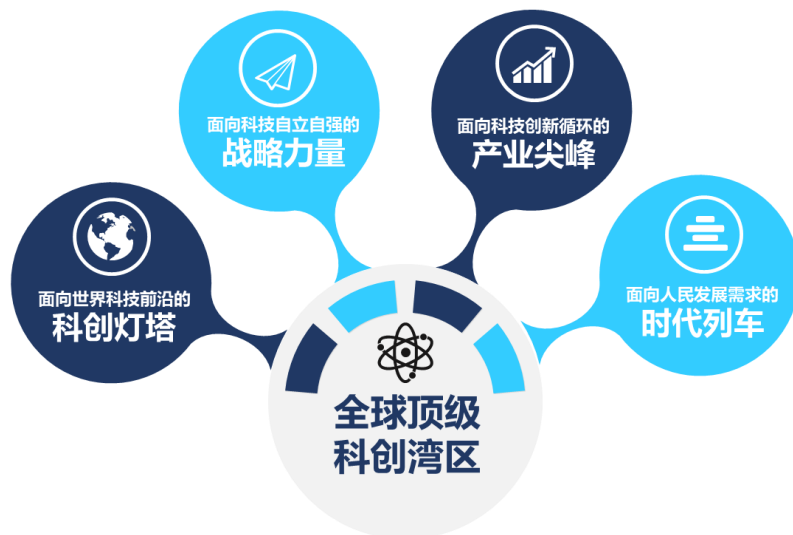 面向科技自立自强的
战略力量
面向科技创新循环的
产业尖峰
面向世界科技前沿的
科创灯塔
面向人民发展需求的
时代列车
全球顶级
科创湾区